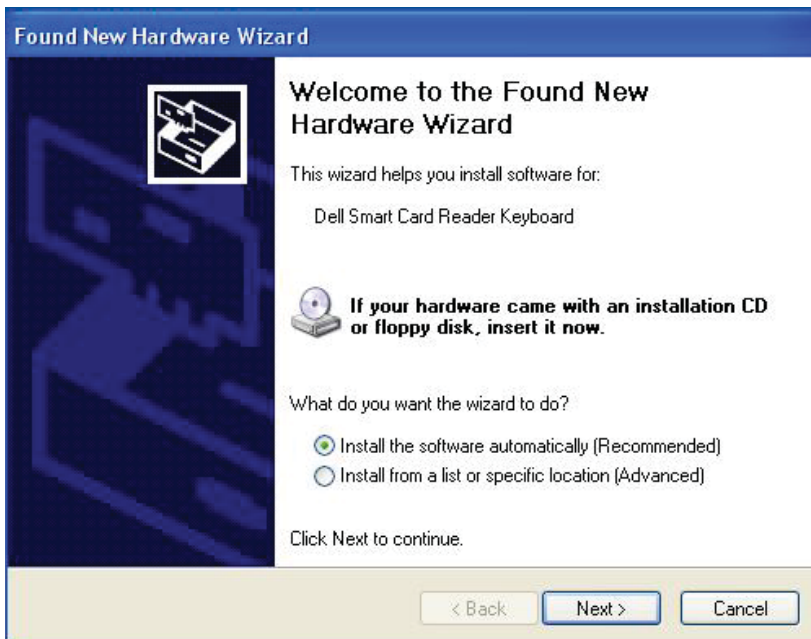 Found New Hardware Wizard
Welcome to the Found New
Hardware Wizard
This wizard helps you install software for:
Dell Smart Card Reader Keyboard
If your hardware came with an installation CD
or floppy disk, insert it now.
What do you want the wizard to do?
Install the software automatically (Recommended)
Install from a list or specific location (Advanced)
Click Next to continue.
< Back Next > Cancel